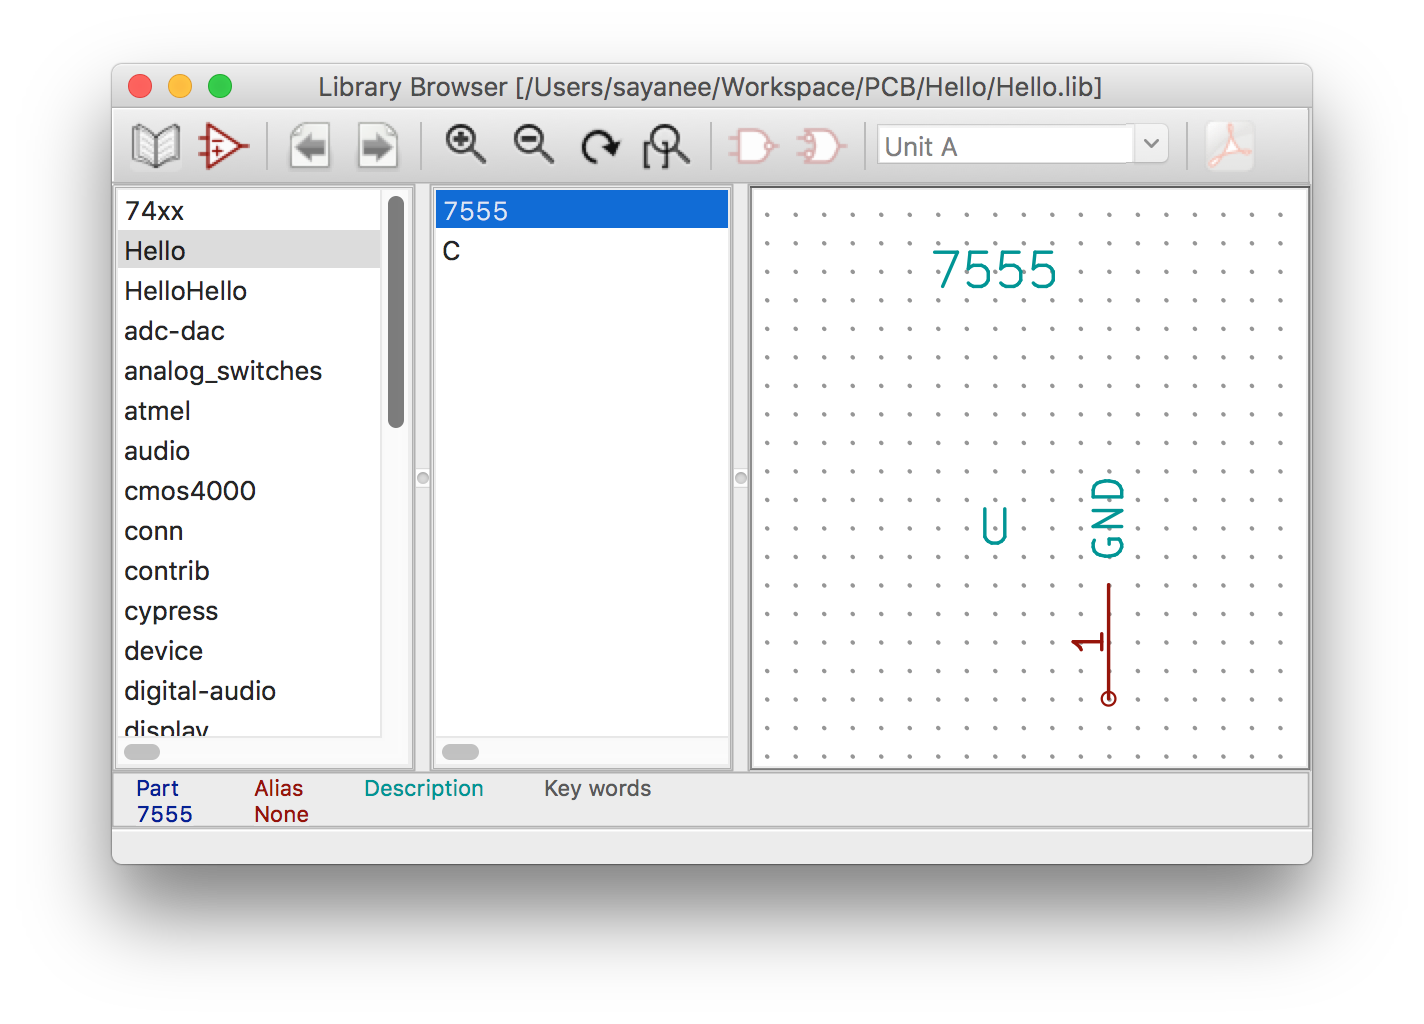 Library Browser [/Users/sayanee/Workspace/PCB/Hello/Hello.lib]
Unit A
74xx
Hello
HelloHello
adc-dac
analog_switches
atmel
audio
cmos4000
conn
contrib
cypress
device
digital-audio
display
7555
C
7555
U
GND
1
Part
7555
Alias
None
Description
Key words